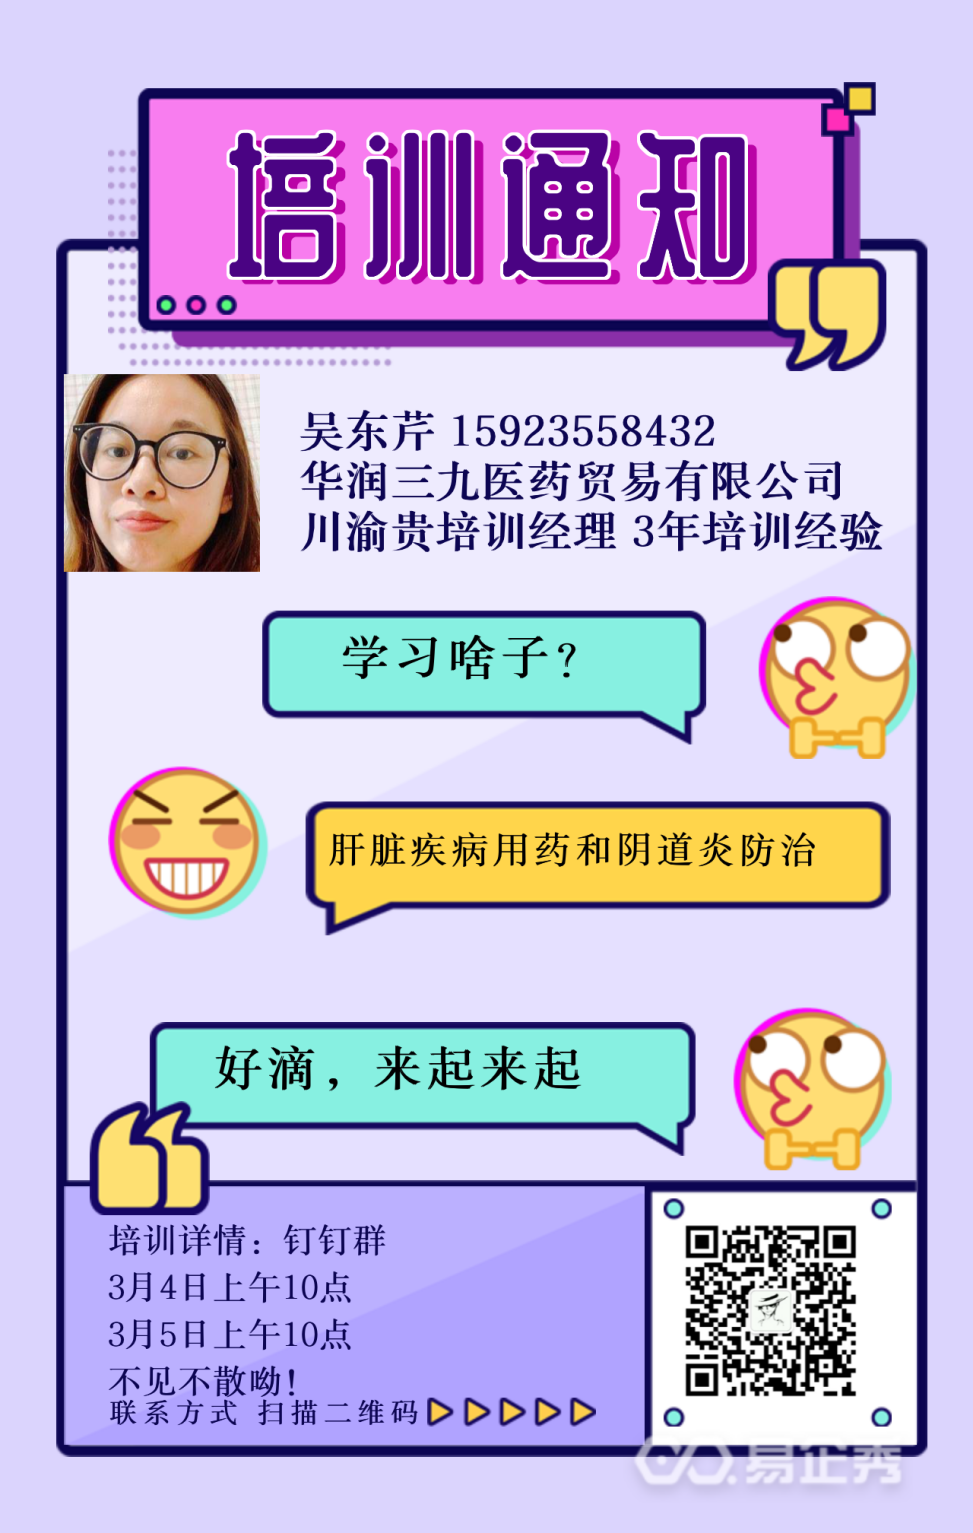 培训通知
吴东芹 15923558432
华润三九医药贸易有限公司
川渝贵培训经理 3年培训经验
学习啥子？
肝脏疾病用药和阴道炎防治
好滴，来起来起
培训详情：钉钉群
3月4日上午10点
3月5日上午10点
不见不散呦！
联系方式 扫描二维码
易企秀